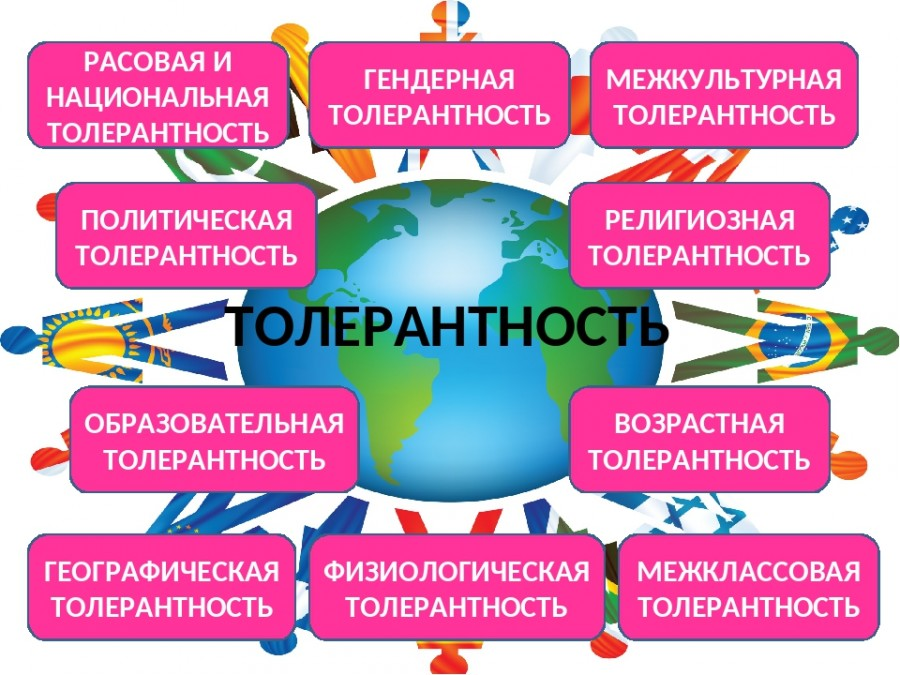 РАСОВАЯ И
НАЦИОНАЛЬНАЯ
ТОЛЕРАНТНОСТЬ
ГЕНДЕРНАЯ
ТОЛЕРАНТНОСТЬ
МЕЖКУЛЬТУРНАЯ
ТОЛЕРАНТНОСТЬ
ПОЛИТИЧЕСКАЯ
ТОЛЕРАНТНОСТЬ
РЕЛИГИОЗНАЯ
ТОЛЕРАНТНОСТЬ
ТОЛЕРАНТНОСТЬ
ОБРАЗОВАТЕЛЬНАЯ
ТОЛЕРАНТНОСТЬ
ВОЗРАСТНАЯ
ТОЛЕРАНТНОСТЬ
ГЕОГРАФИЧЕСКАЯ
ТОЛЕРАНТНОСТЬ
ФИЗИОЛОГИЧЕСКАЯ
ТОЛЕРАНТНОСТЬ
МЕЖКЛАССОВАЯ
ТОЛЕРАНТНОСТЬ